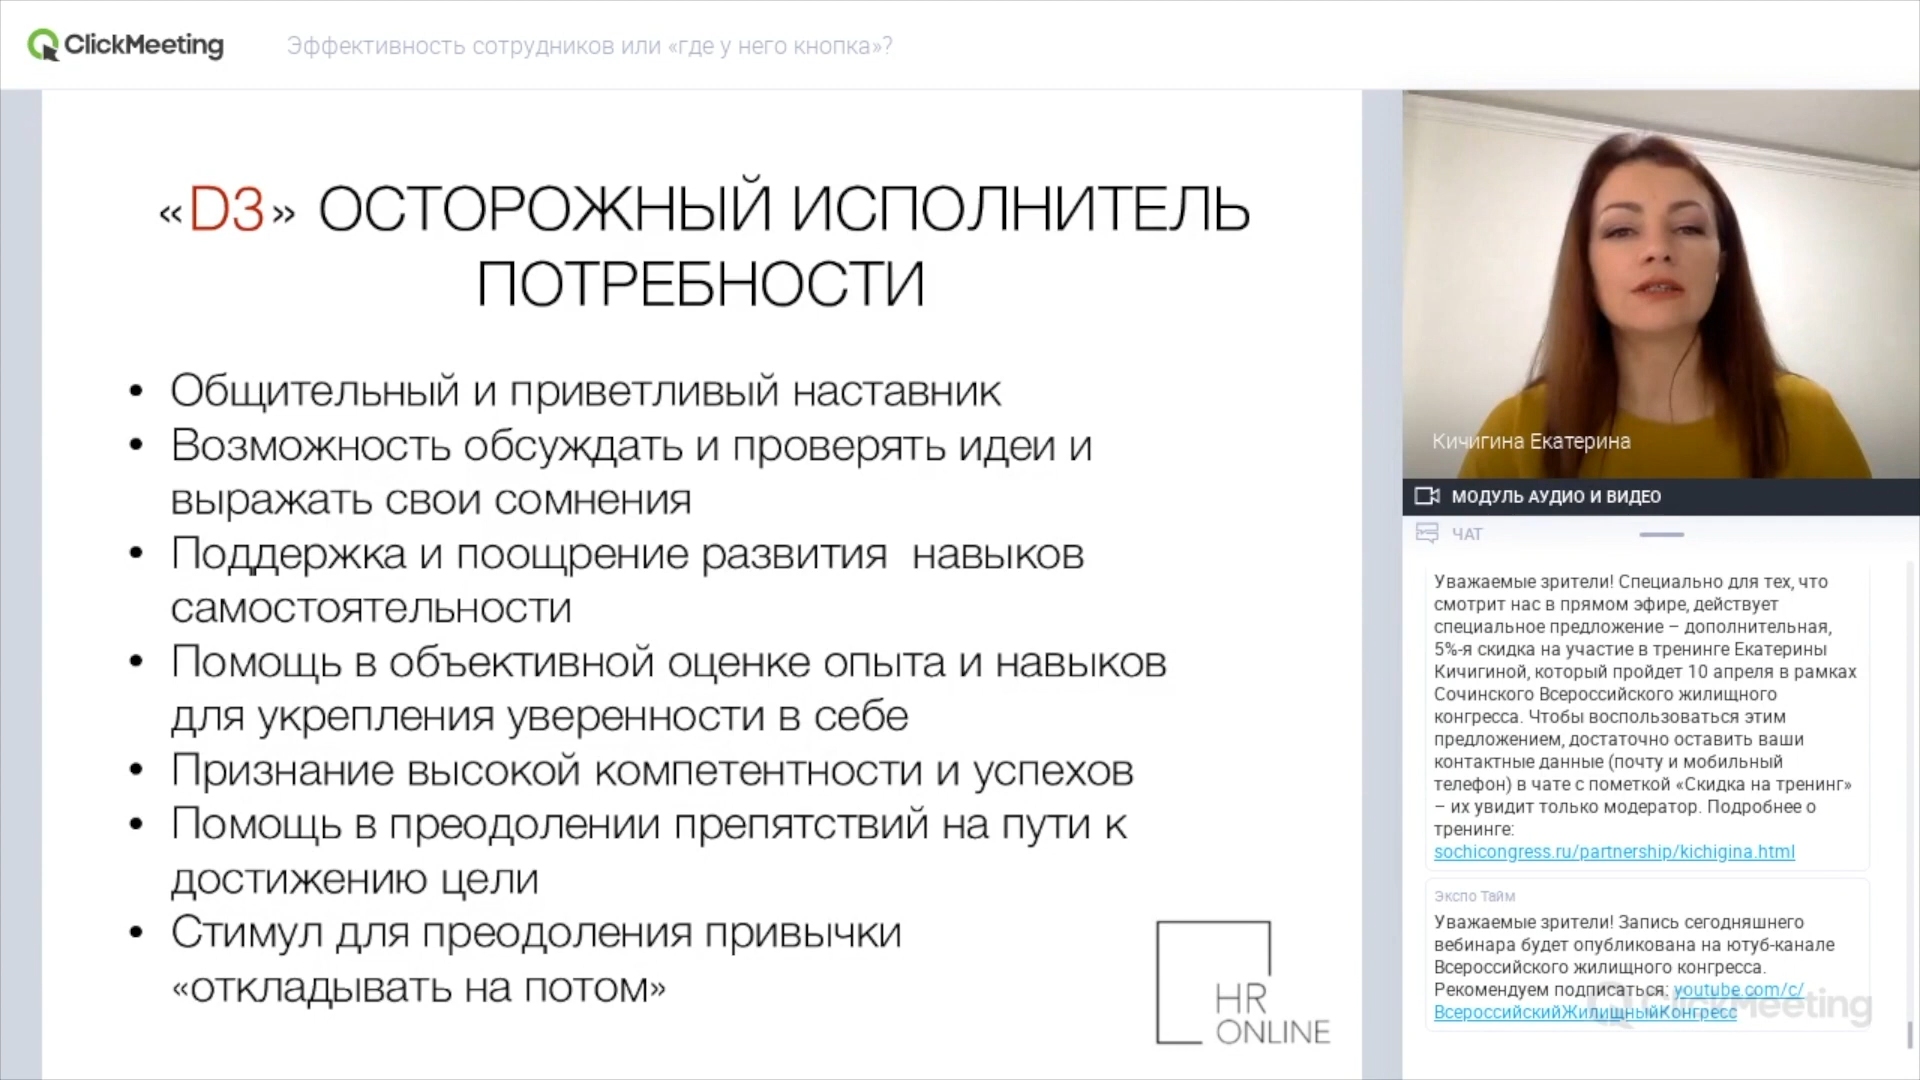 ClickMeeting
Эффективность сотрудников или «где у него кнопка»?
«D3» ОСТОРОЖНЫЙ ИСПОЛНИТЕЛЬ
ПОТРЕБНОСТИ
• Общительный и приветливый наставник
• Возможность обсуждать и проверять идеи и
выражать свои сомнения
• Поддержка и поощрение развития навыков
самостоятельности
• Помощь в объективной оценке опыта и навыков
для укрепления уверенности в себе
• Признание высокой компетентности и успехов
• Помощь в преодолении препятствий на пути к
достижению цели
• Стимул для преодоления привычки
«откладывать на потом»
HR
ONLINE
Кичигина Екатерина
МОДУЛЬ АУДИО И ВИДЕО
ЧАТ
Уважаемые зрители! Специально для тех, что
смотрит нас в прямом эфире, действует
специальное предложение – дополнительная,
5%-я скидка на участие в тренинге Екатерины
Кичигиной, который пройдет 10 апреля в рамках
Сочинского Всероссийского жилищного
конгресса. Чтобы воспользоваться этим
предложением, достаточно оставить ваши
контактные данные (почту и мобильный
телефон) в чате с пометкой «Скидка на тренинг»
– их увидит только модератор. Подробнее о
тренинге:
sochicongress.ru/partnership/kichigina.html
Экспо Тайм
Уважаемые зрители! Запись сегодняшнего
вебинара будет опубликована на ютуб-канале
Всероссийского жилищного конгресса.
Рекомендуем подписаться: youtube.com/c/
ВсероссийскийЖилищныйКонгресс
ClickMeeting